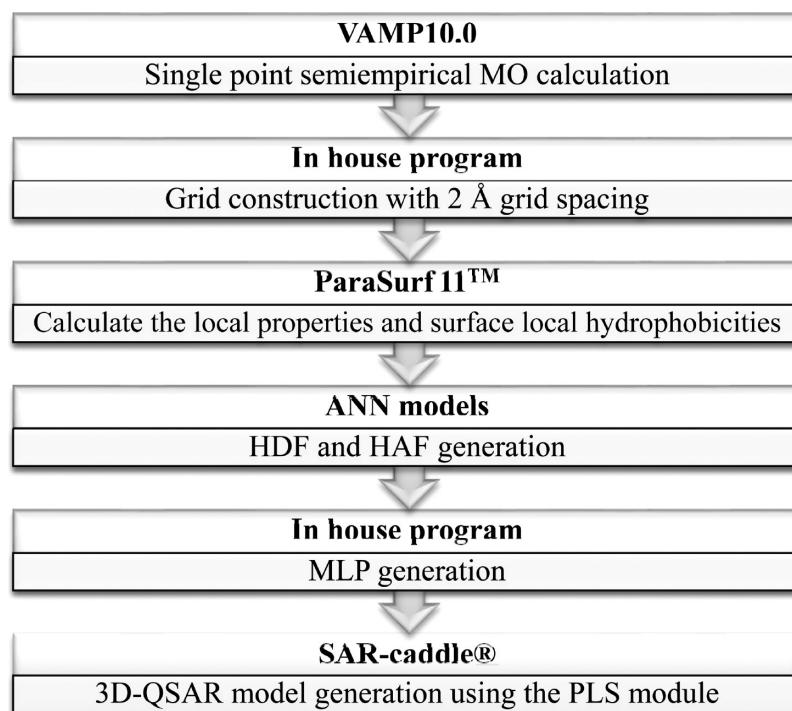 VAMP10.0
Single point semiempirical MO calculation
In house program
Grid construction with 2 Å grid spacing
ParaSurf 11™
Calculate the local properties and surface local hydrophobicities
ANN models
HDF and HAF generation
In house program
MLP generation
SAR-caddle®
3D-QSAR model generation using the PLS module